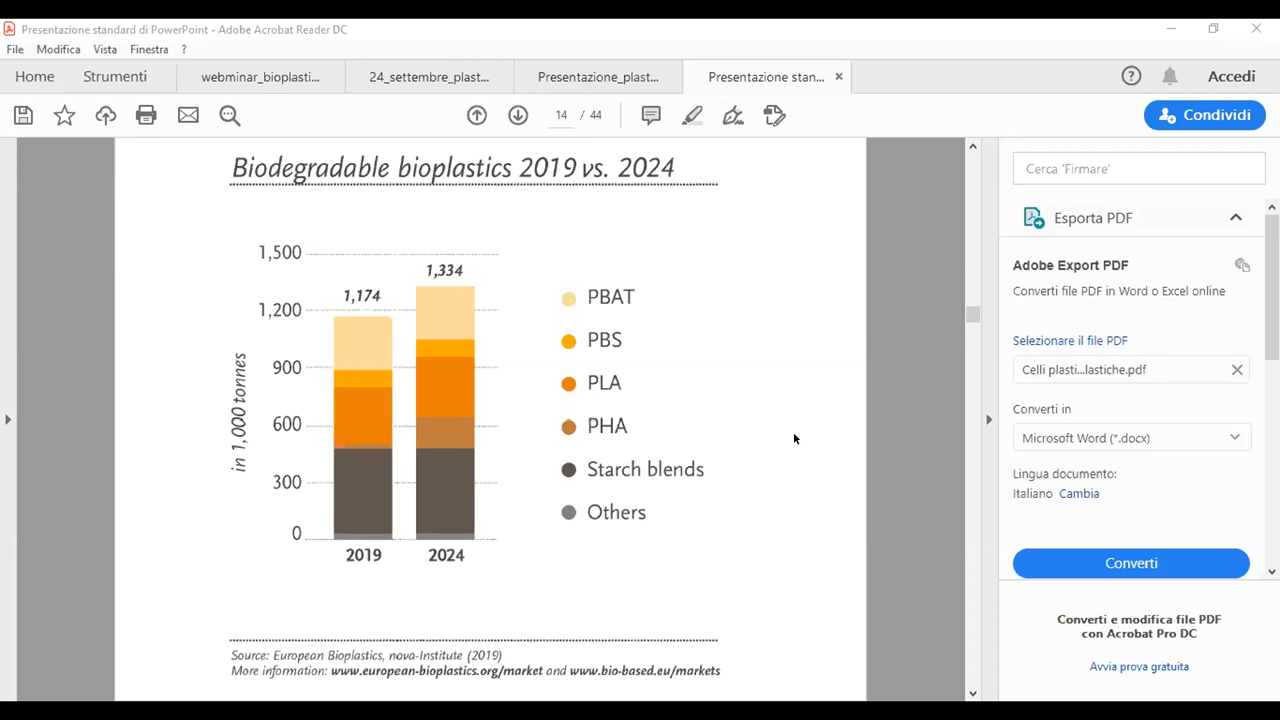 Presentazione standard di PowerPoint - Adobe Acrobat Reader DC
File Modifica Vista Finestra ?
Home Strumenti webminar_bioplasti... 24_settembre_plast... Presentazione_plast... Presentazione stan... × Accedi
14 / 44 Condividi
Biodegradable bioplastics 2019 vs. 2024
in 1,000 tonnes
1,500
1,200
900
600
300
0
1,174
1,334
2019 2024
PBAT
PBS
PLA
PHA
Starch blends
Others
Source: European Bioplastics, nova-Institute (2019)
More information: www.european-bioplastics.org/market and www.bio-based.eu/markets
Cerca 'Firmare'
Esporta PDF
Adobe Export PDF
Converti file PDF in Word o Excel online
Selezionare il file PDF
Celli plasti...lastiche.pdf
Converti in
Microsoft Word (*.docx)
Lingua documento:
Italiano Cambia
Converti
Converti e modifica file PDF
con Acrobat Pro DC
Avvia prova gratuita